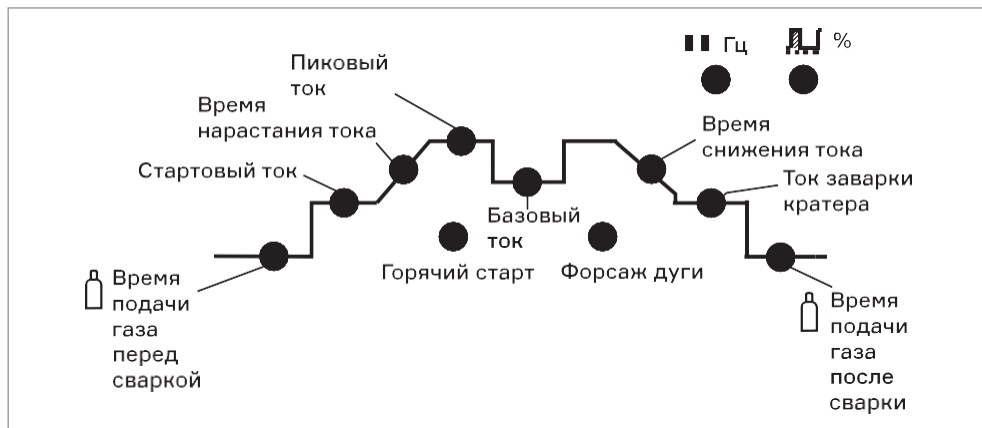 Гц
%
Пиковый
ток
Время
нарастания тока
Стартовый ток
Время
снижения тока
Ток заварки
кратера
Базовый
ток
Горячий старт
Форсаж дуги
Время
подачи
газа
перед
сваркой
Время
подачи
газа
после
сварки